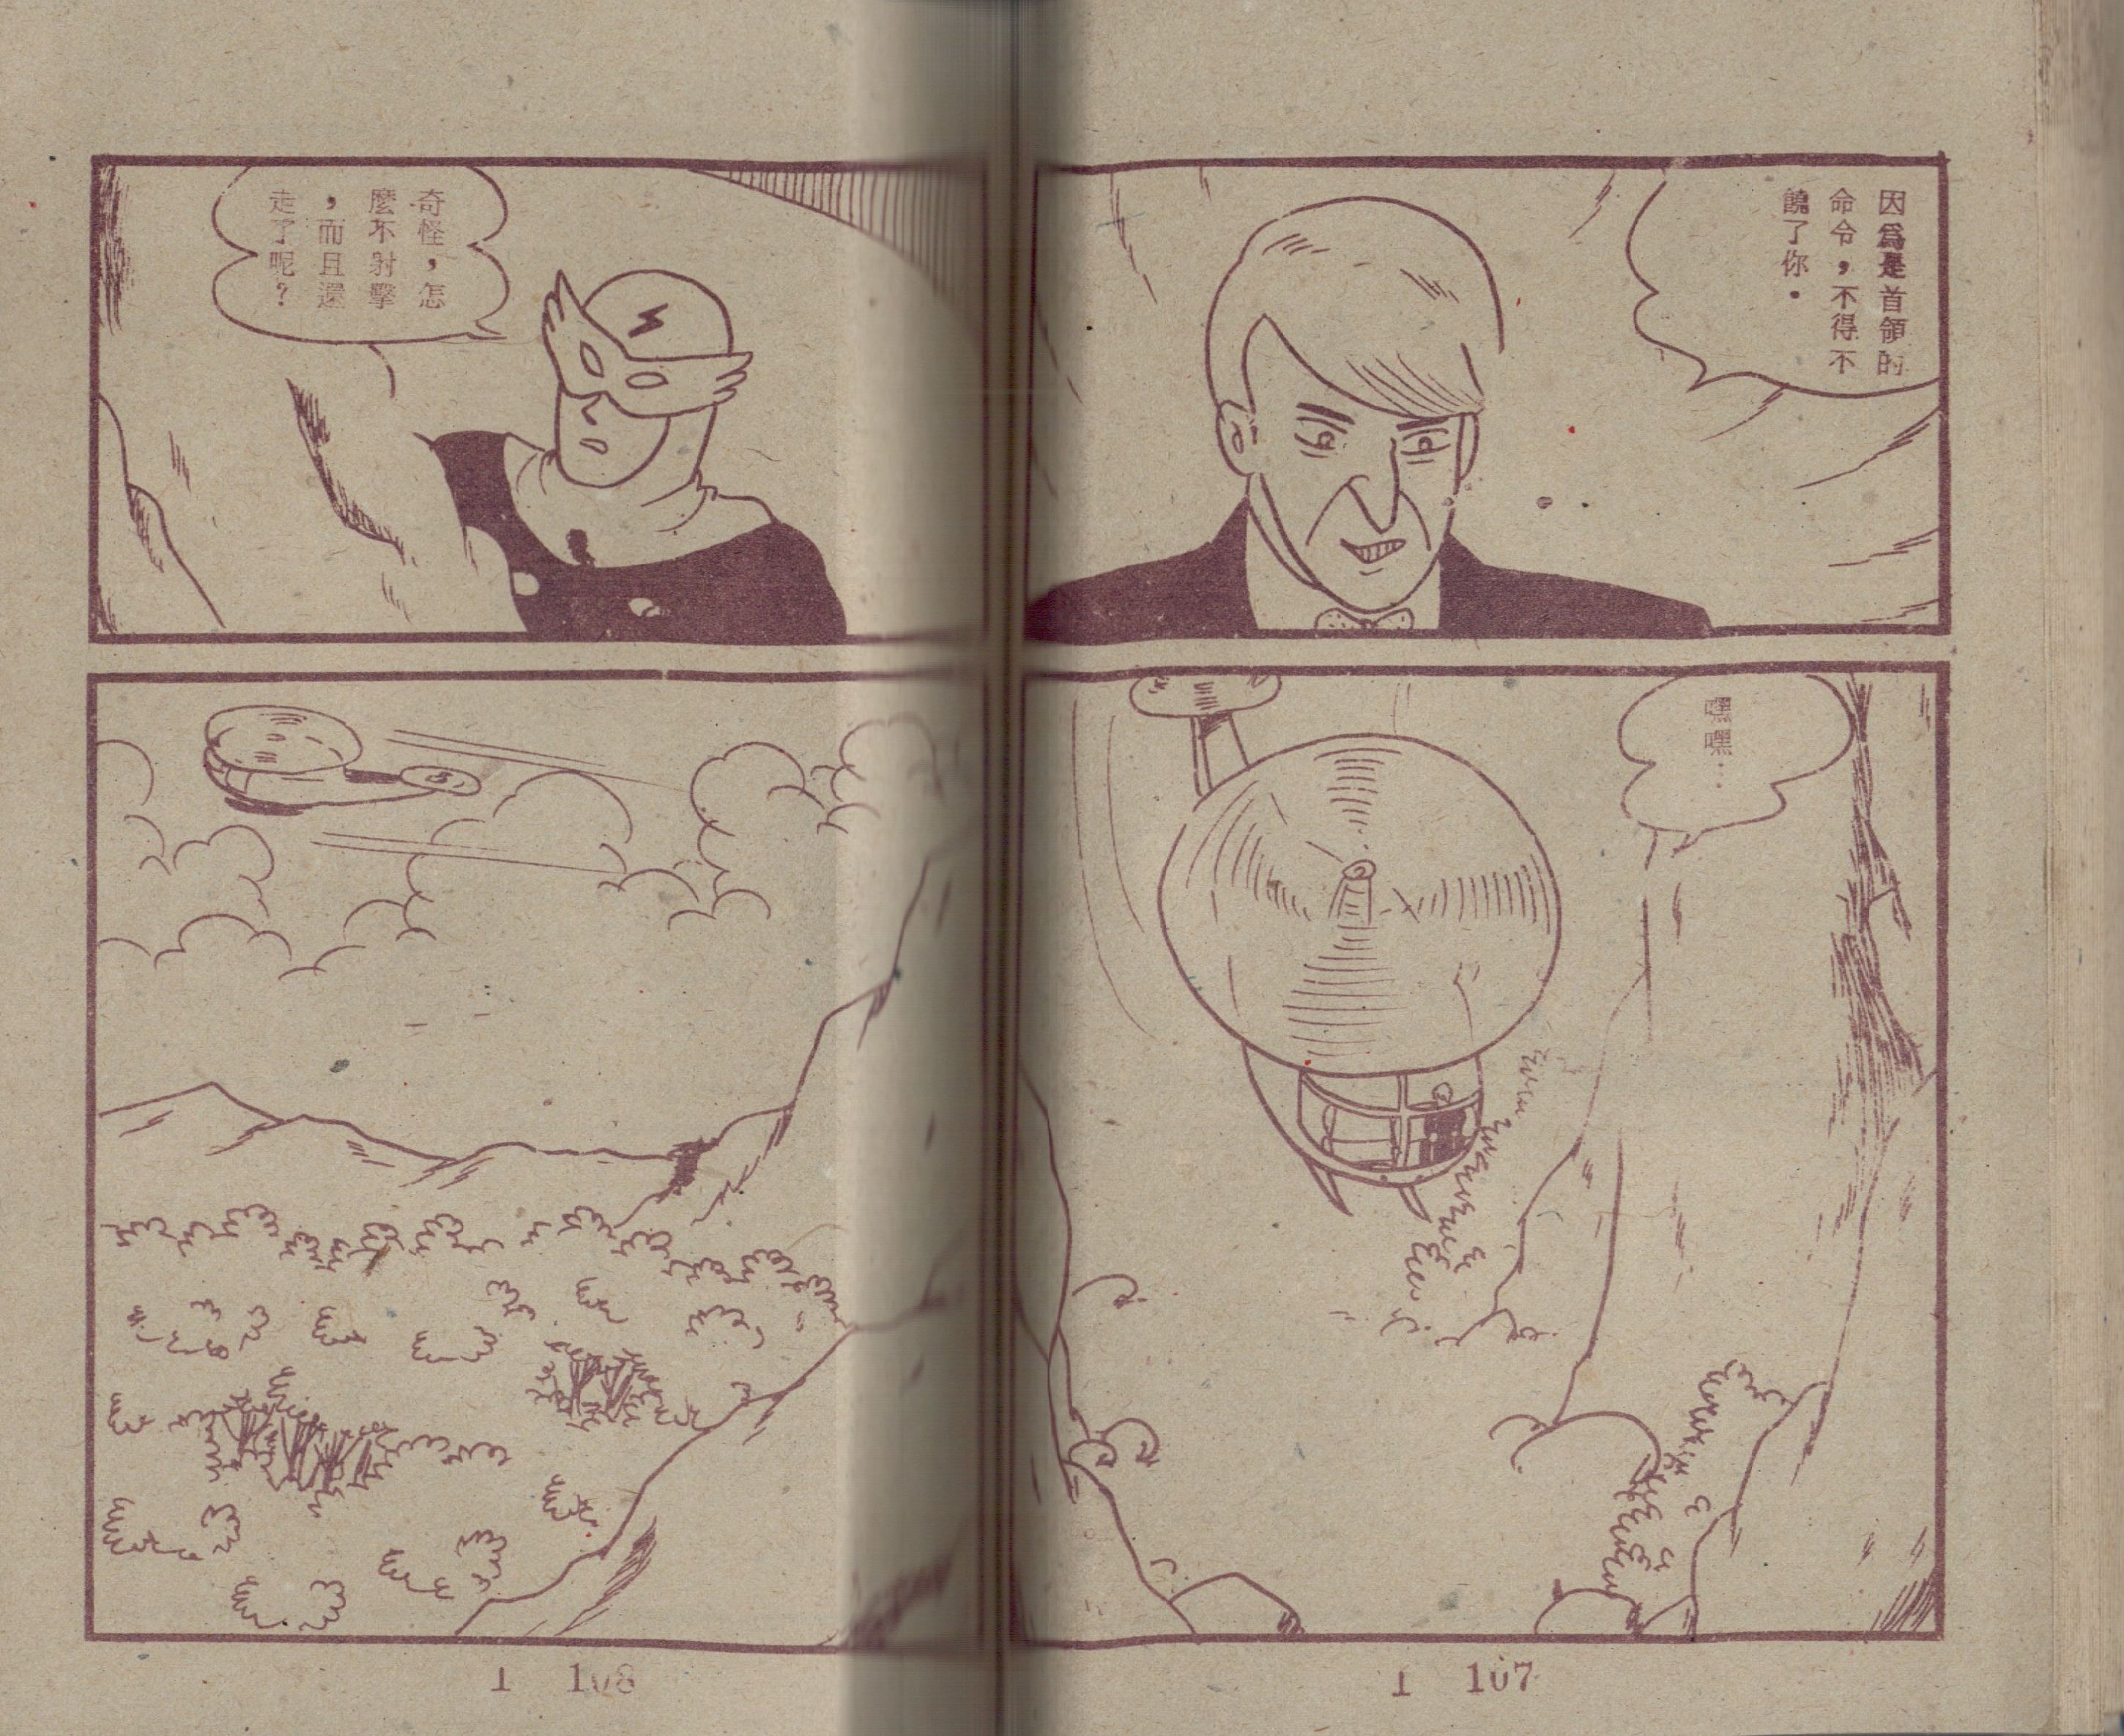 因爲是首領的
命令，不得不
饒了你．
嘿嘿…
1 107
奇怪，怎
麼不射擊
，而且還
走了呢？
1 108